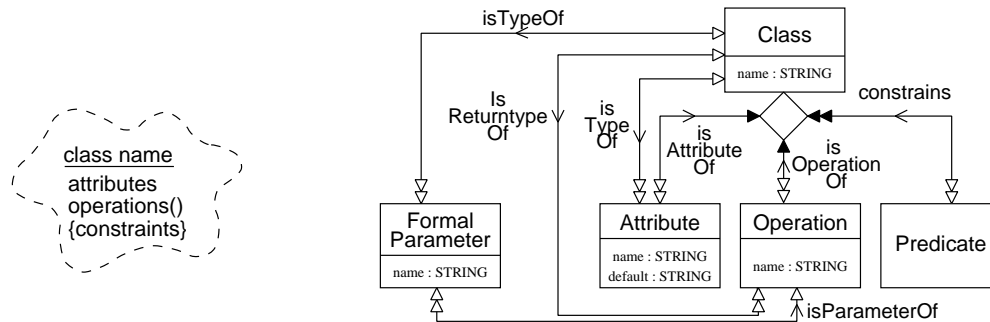 class name
attributes
operations()
{constraints}
isTypeOf
Class
name : STRING
Is
Returntype
Of
is
Type
Of
is
Attribute
Of
is
Operation
Of
constrains
Formal
Parameter
name : STRING
Attribute
name : STRING
default : STRING
Operation
name : STRING
Predicate
isParameterOf